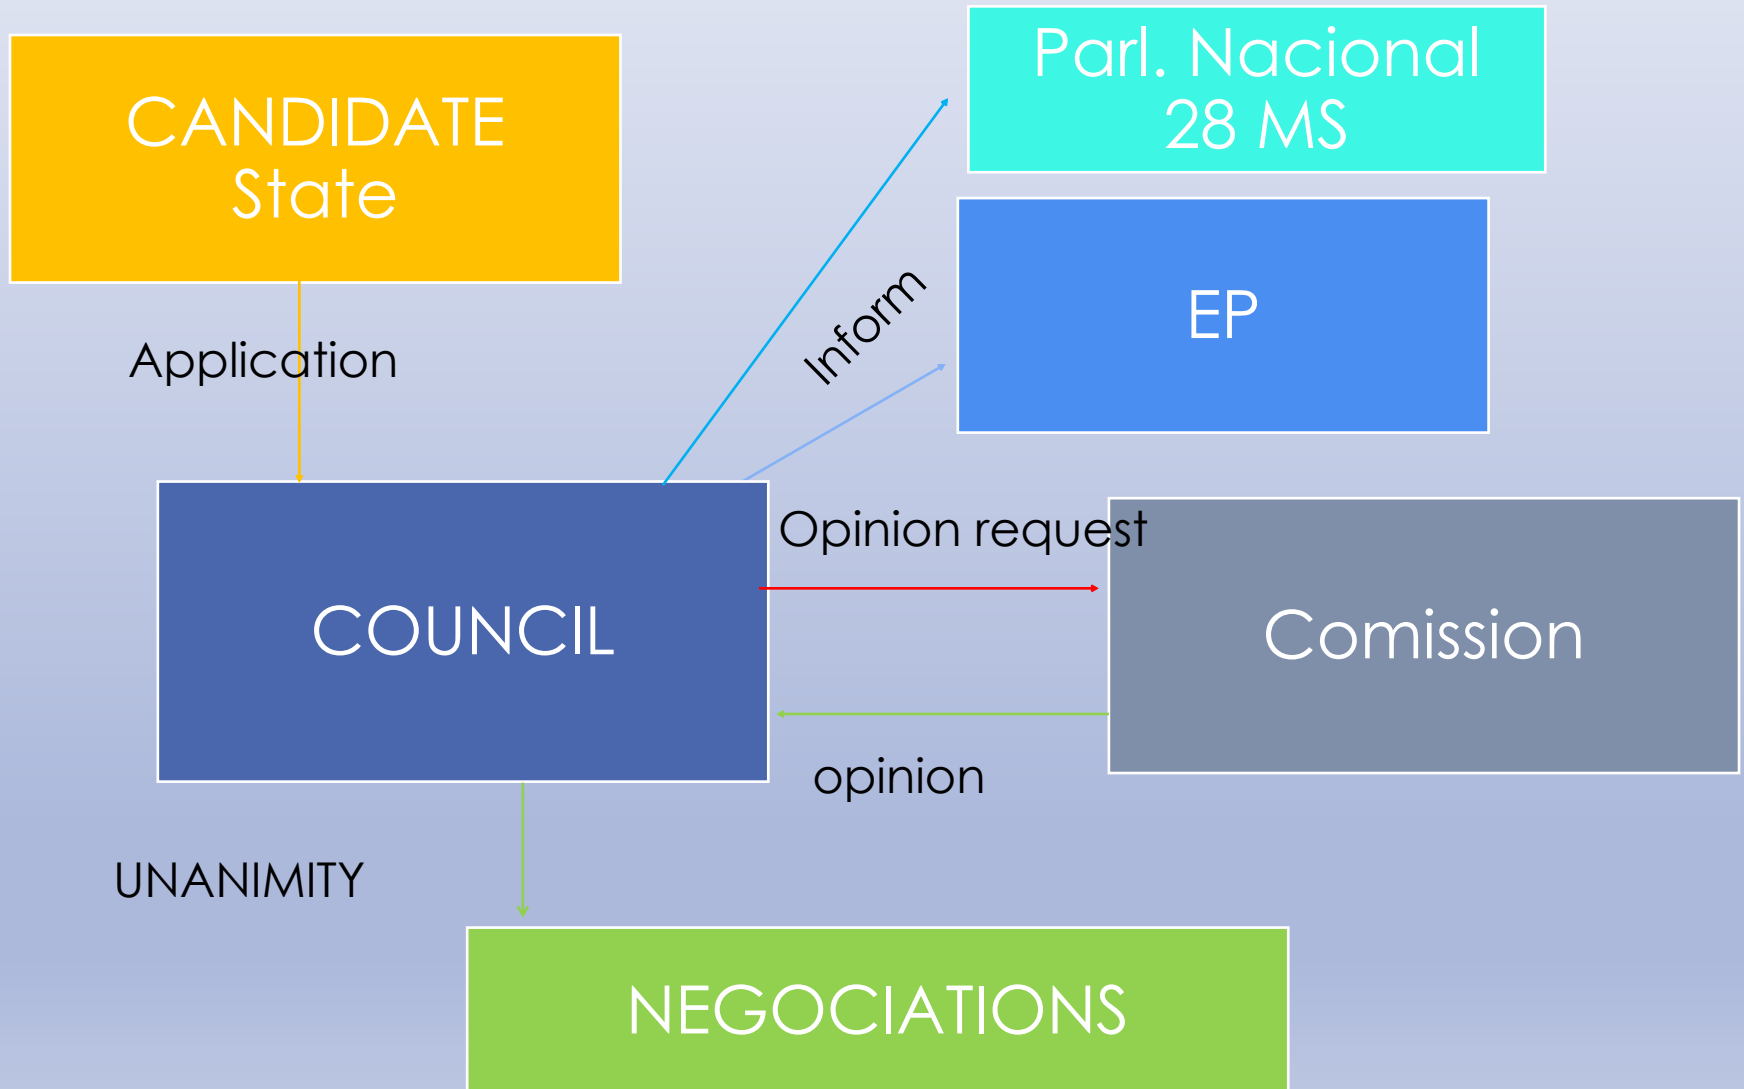 CANDIDATE
State
Parl. Nacional
28 MS
EP
Inform
Application
Opinion request
COUNCIL
Comission
opinion
UNANIMITY
NEGOCIATIONS